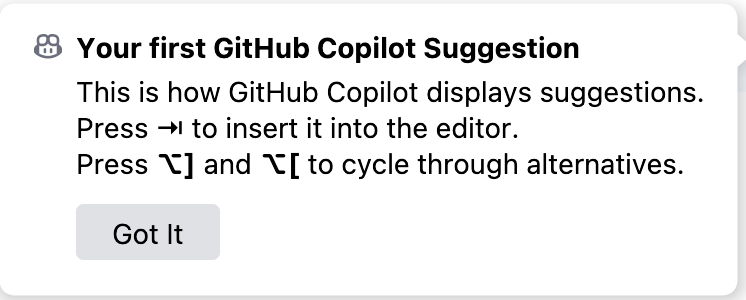 Your first GitHub Copilot Suggestion
This is how GitHub Copilot displays suggestions.
Press ⇥ to insert it into the editor.
Press ⌥] and ⌥[ to cycle through alternatives.
Got It